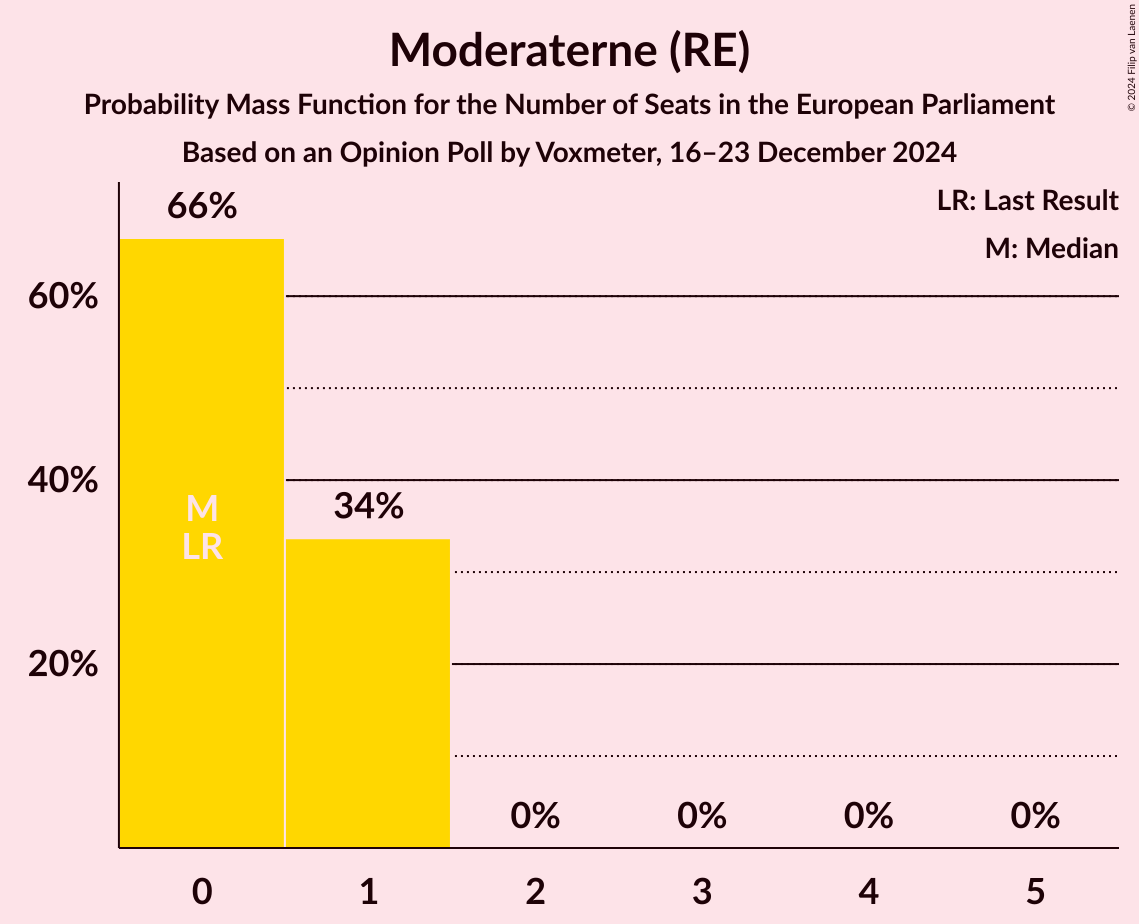 Moderaterne (RE)
Probability Mass Function for the Number of Seats in the European Parliament
Based on an Opinion Poll by Voxmeter, 16–23 December 2024
© 2024 Filip van Laenen
LR: Last Result
M: Median
66%
60%
40%
34%
M
LR
20%
0% 0% 0% 0%
0 1 2 3 4 5